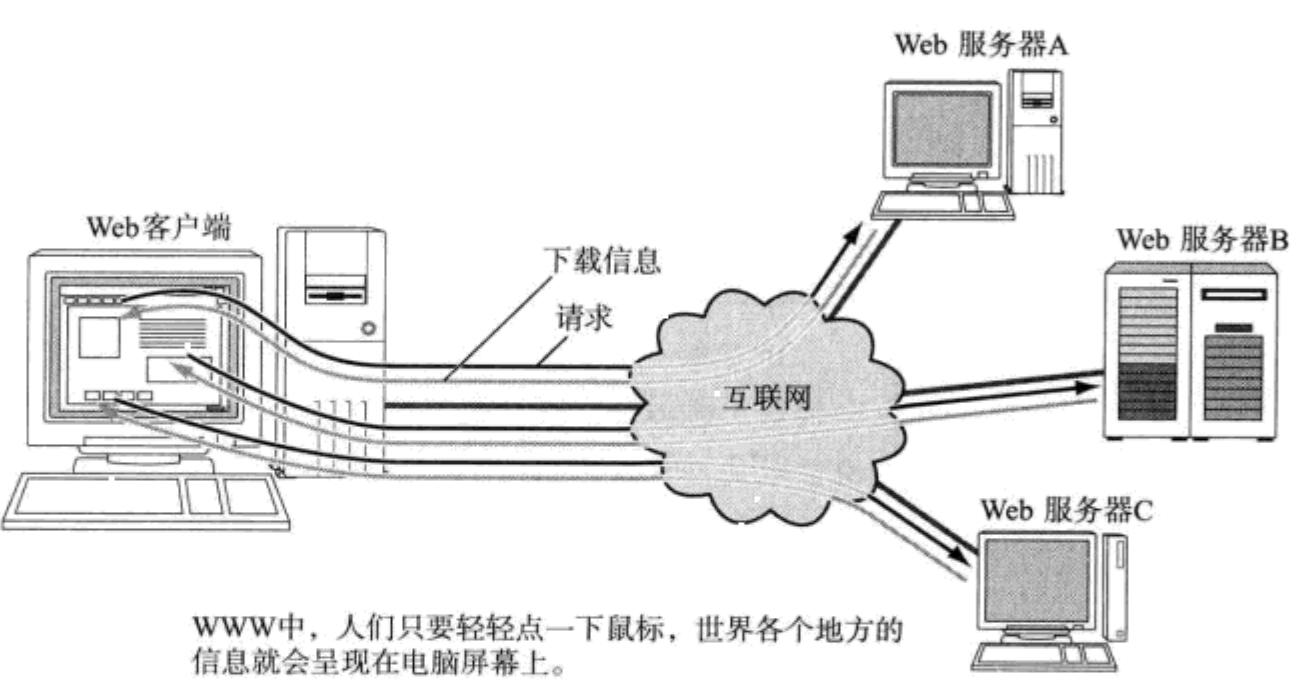 Web 服务器A
Web客户端
Web 服务器B
下载信息
请求
互联网
Web 服务器C
WWW中，人们只要轻轻点一下鼠标，世界各个地方的
信息就会呈现在电脑屏幕上。